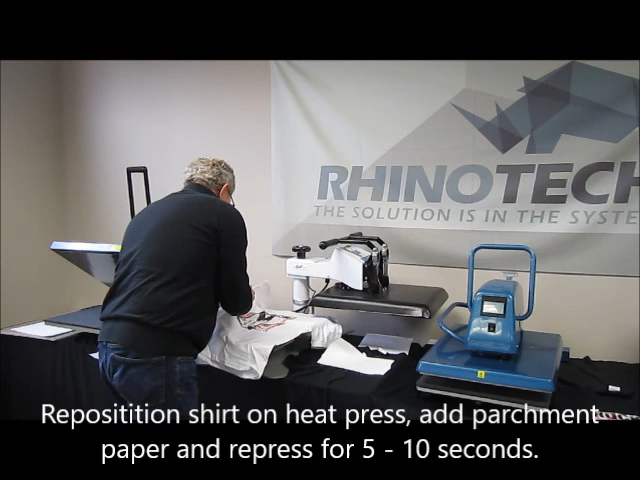 RHINOTECH
THE SOLUTION IS IN THE SYSTE
Repositition shirt on heat press, add parchment
paper and repress for 5 - 10 seconds.